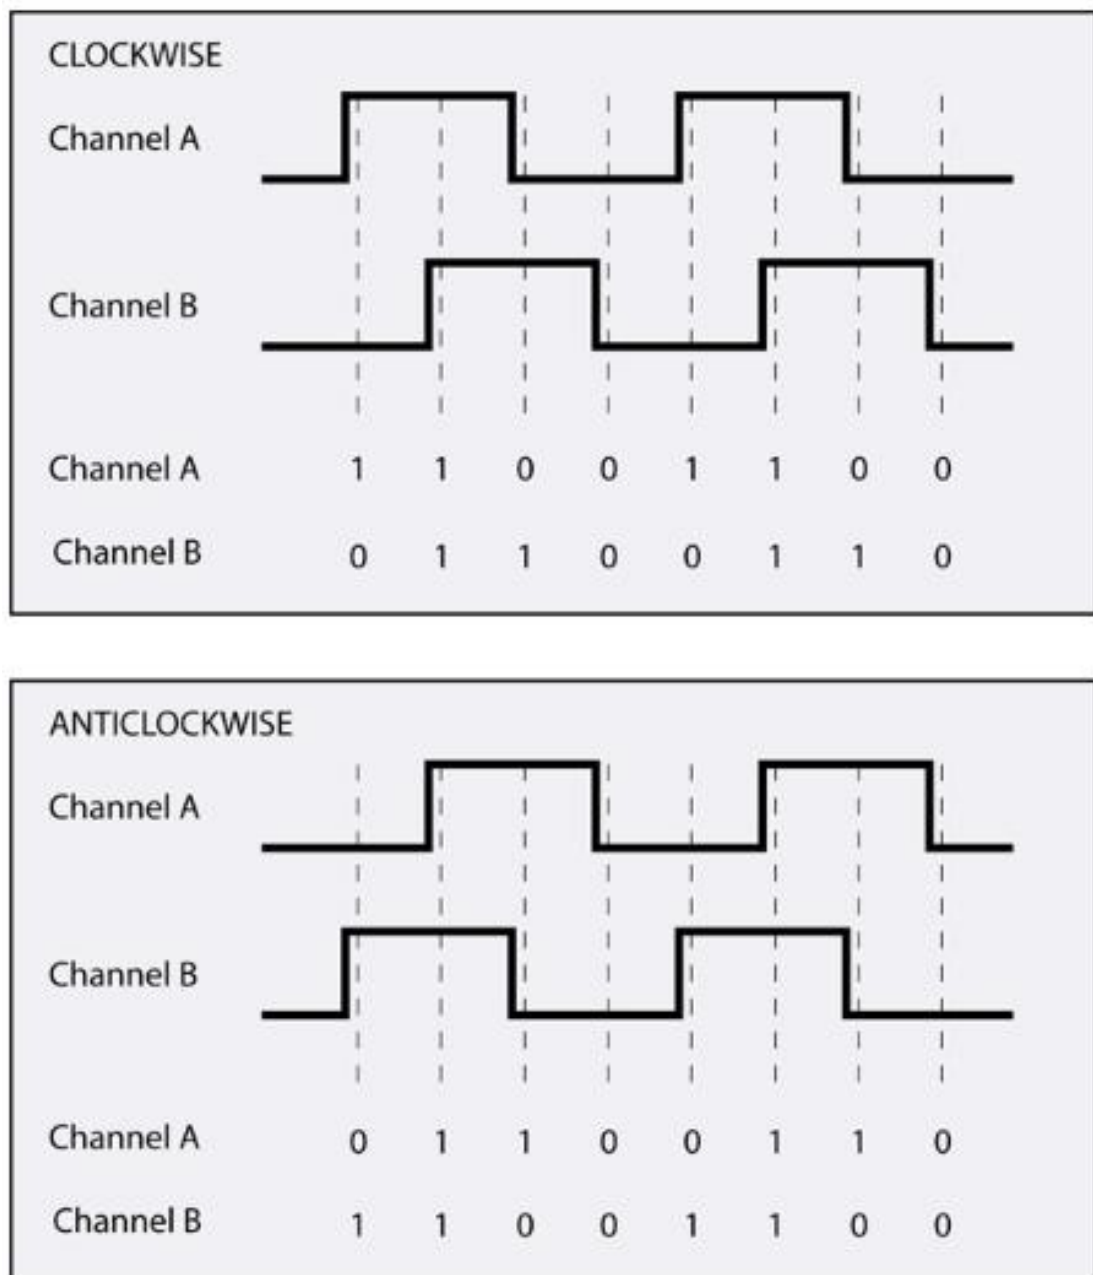 CLOCKWISE
Channel A
Channel B
Channel A 1 1 0 0 1 1 0 0
Channel B 0 1 1 0 0 1 1 0
ANTICLOCKWISE
Channel A
Channel B
Channel A 0 1 1 0 0 1 1 0
Channel B 1 1 0 0 1 1 0 0